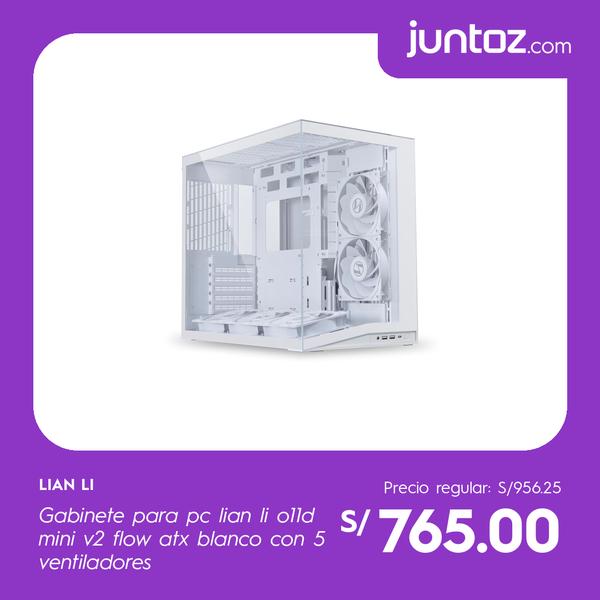 juntoz.com
LIAN LI
Gabinete para pc lian li o11d
mini v2 flow atx blanco con 5
ventiladores
Precio regular: S/956.25
S/ 765.00